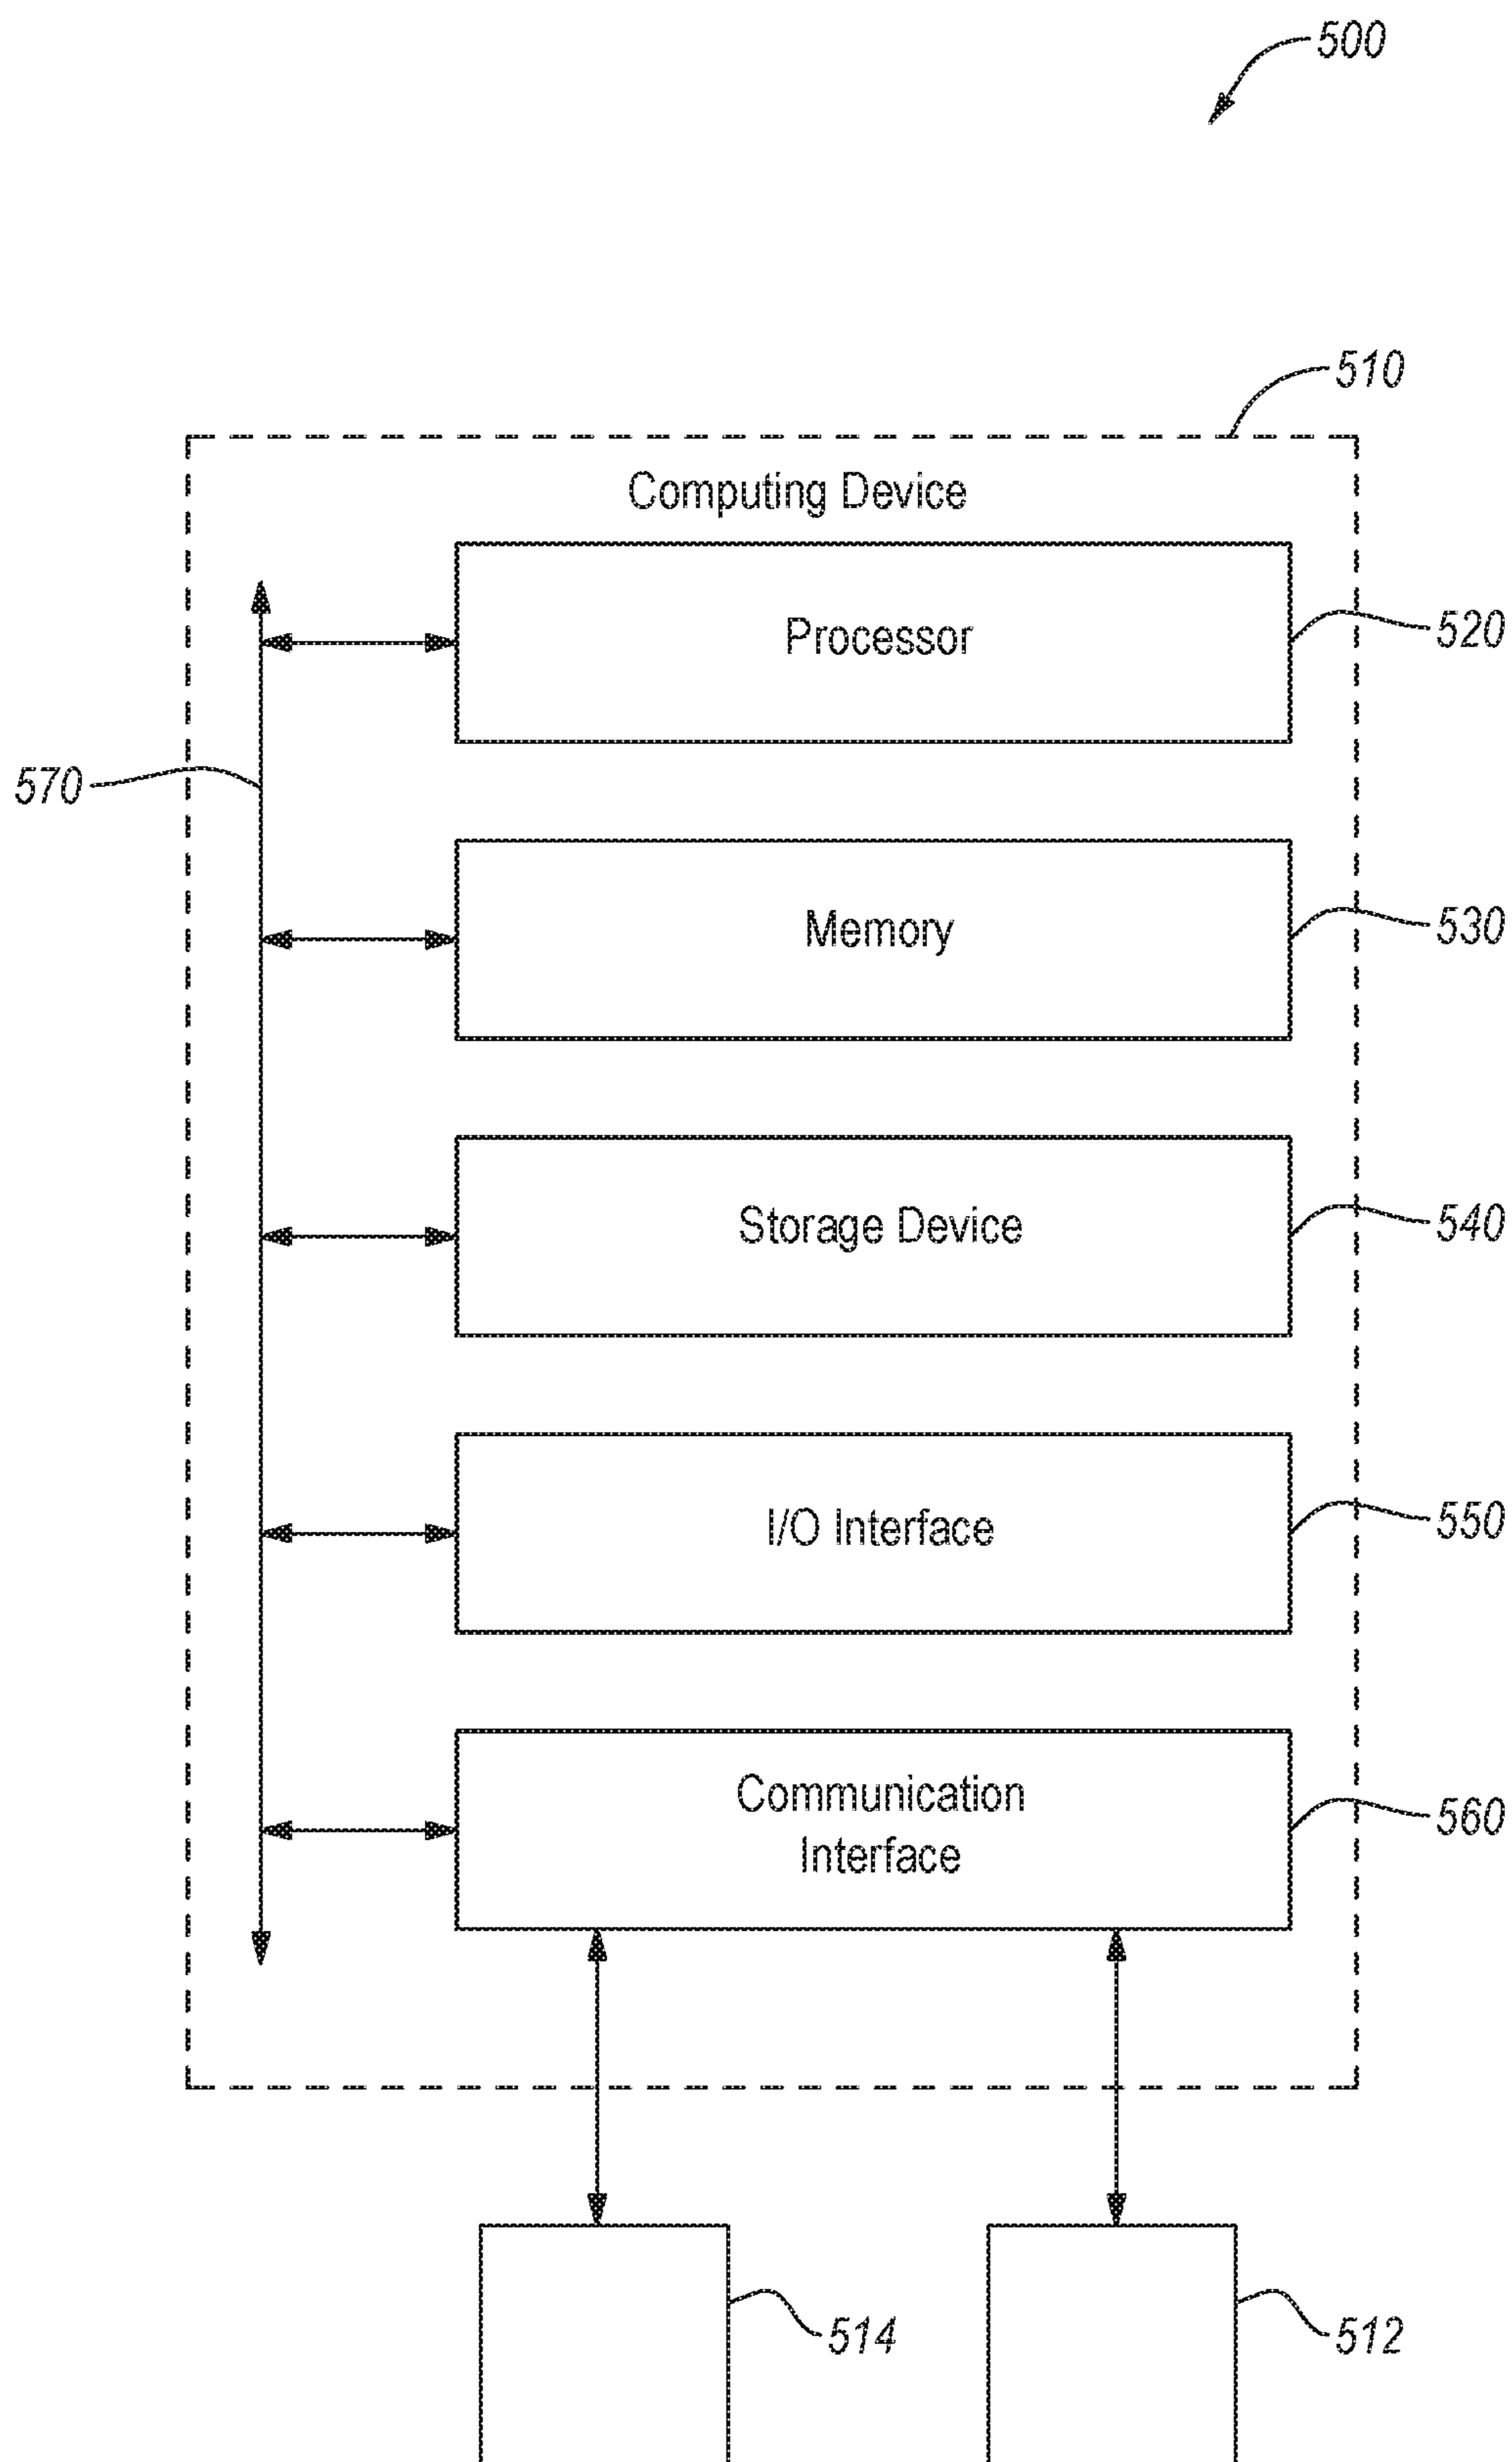 500
510
Computing Device
Processor
520
570
Memory
530
Storage Device
540
I/O Interface
550
Communication
Interface
560
514
512